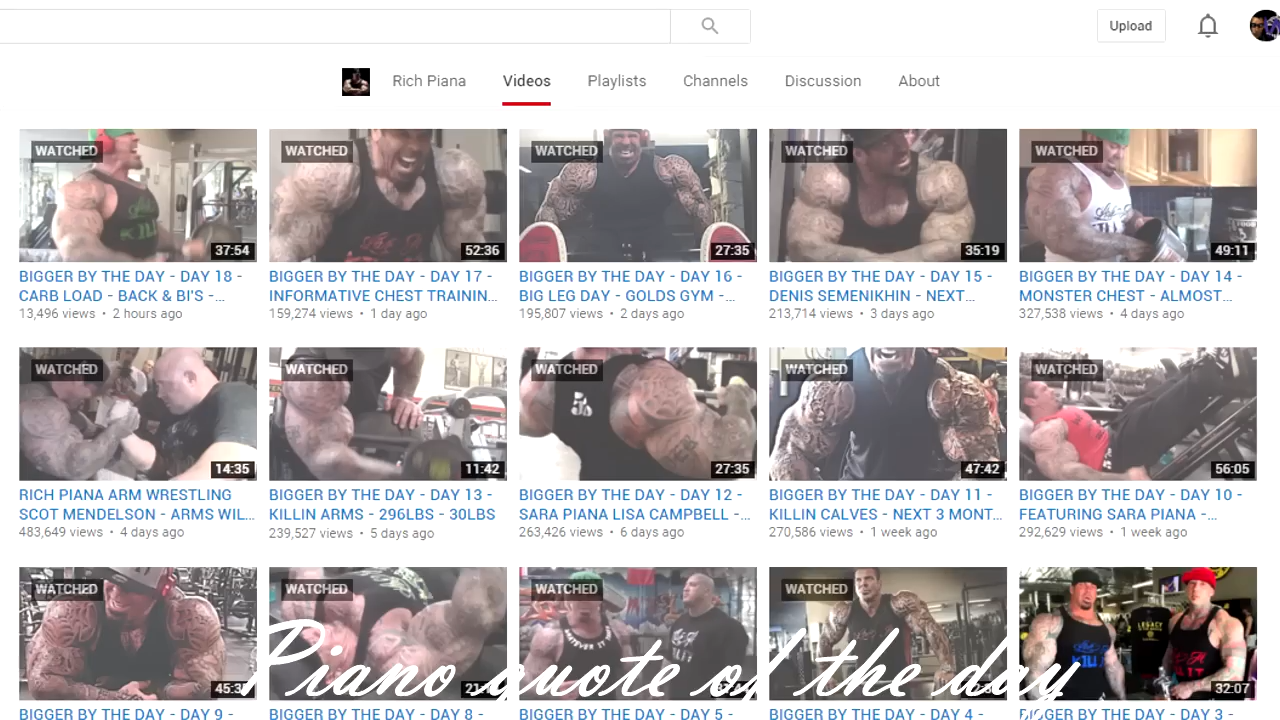 Upload
Rich Piana Videos Playlists Channels Discussion About
WATCHED WATCHED WATCHED WATCHED WATCHED
37:54 52:36 27:35 35:19 49:11
BIGGER BY THE DAY - DAY 18 -
CARB LOAD - BACK & BI'S -...
13,496 views • 2 hours ago
BIGGER BY THE DAY - DAY 17 -
INFORMATIVE CHEST TRAININ...
159,274 views • 1 day ago
BIGGER BY THE DAY - DAY 16 -
BIG LEG DAY - GOLDS GYM -...
195,807 views • 2 days ago
BIGGER BY THE DAY - DAY 15 -
DENIS SEMENIKHIN - NEXT...
213,714 views • 3 days ago
BIGGER BY THE DAY - DAY 14 -
MONSTER CHEST - ALMOST...
327,538 views • 4 days ago
WATCHED WATCHED WATCHED WATCHED WATCHED
14:35 11:42 27:35 47:42 56:05
RICH PIANA ARM WRESTLING
SCOT MENDELSON - ARMS WIL...
483,649 views • 4 days ago
BIGGER BY THE DAY - DAY 13 -
KILLIN ARMS - 296LBS - 30LBS
239,527 views • 5 days ago
BIGGER BY THE DAY - DAY 12 -
SARA PIANA LISA CAMPBELL -...
263,426 views • 6 days ago
BIGGER BY THE DAY - DAY 11 -
KILLIN CALVES - NEXT 3 MONT...
270,586 views • 1 week ago
BIGGER BY THE DAY - DAY 10 -
FEATURING SARA PIANA -...
292,629 views • 1 week ago
WATCHED WATCHED WATCHED WATCHED
LEGACY
Piano quote of the day
32:07
BIGGER BY THE DAY - DAY 9 -
BIGGER BY THE DAY - DAY 8 -
BIGGER BY THE DAY - DAY 5 -
BIGGER BY THE DAY - DAY 4 -
BIGGER BY THE DAY - DAY 3 -